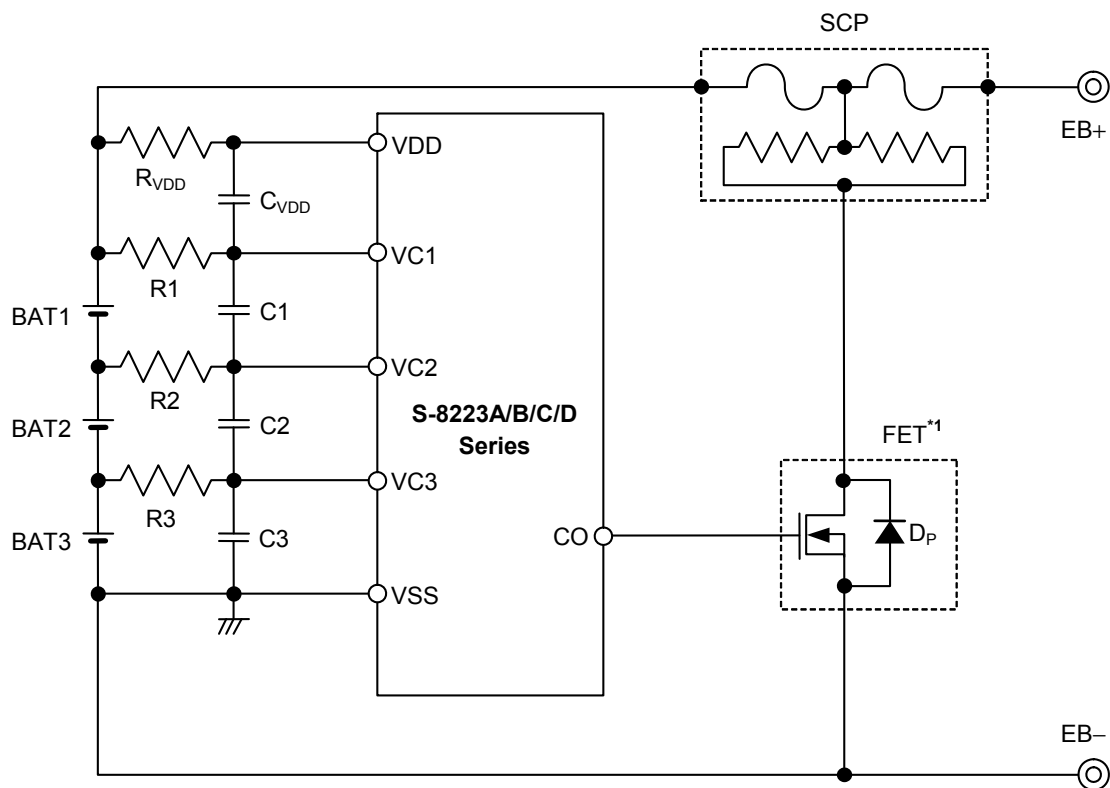 SCP
EB+
VDD
RVDD
CVDD
VC1
R1
BAT1
C1
VC2
R2
S-8223A/B/C/D
Series
BAT2
C2
FET*1
VC3
R3
BAT3
C3
CO
DP
VSS
EB−